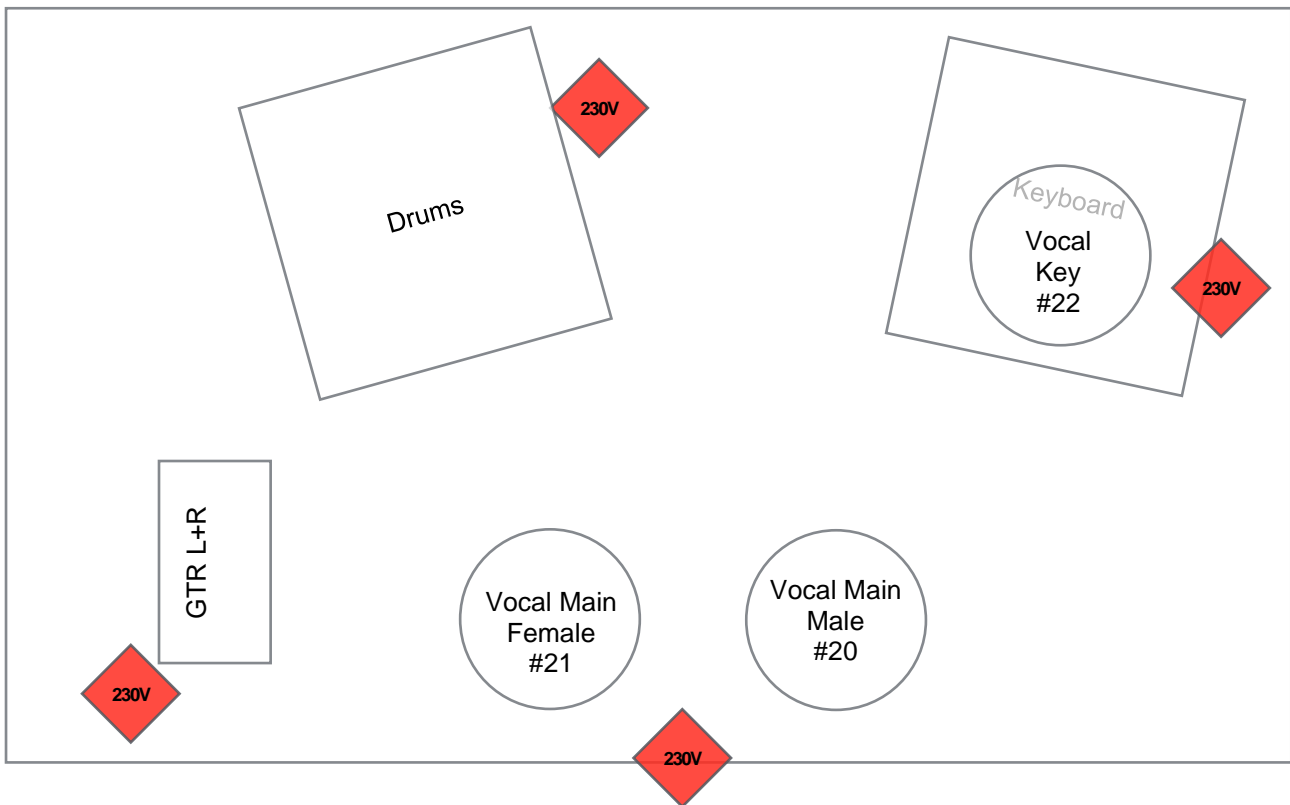 230V
Drums
Keyboard
Vocal
Key
#22
230V
GTR L+R
Vocal Main
Female
#21
Vocal Main
Male
#20
230V
230V